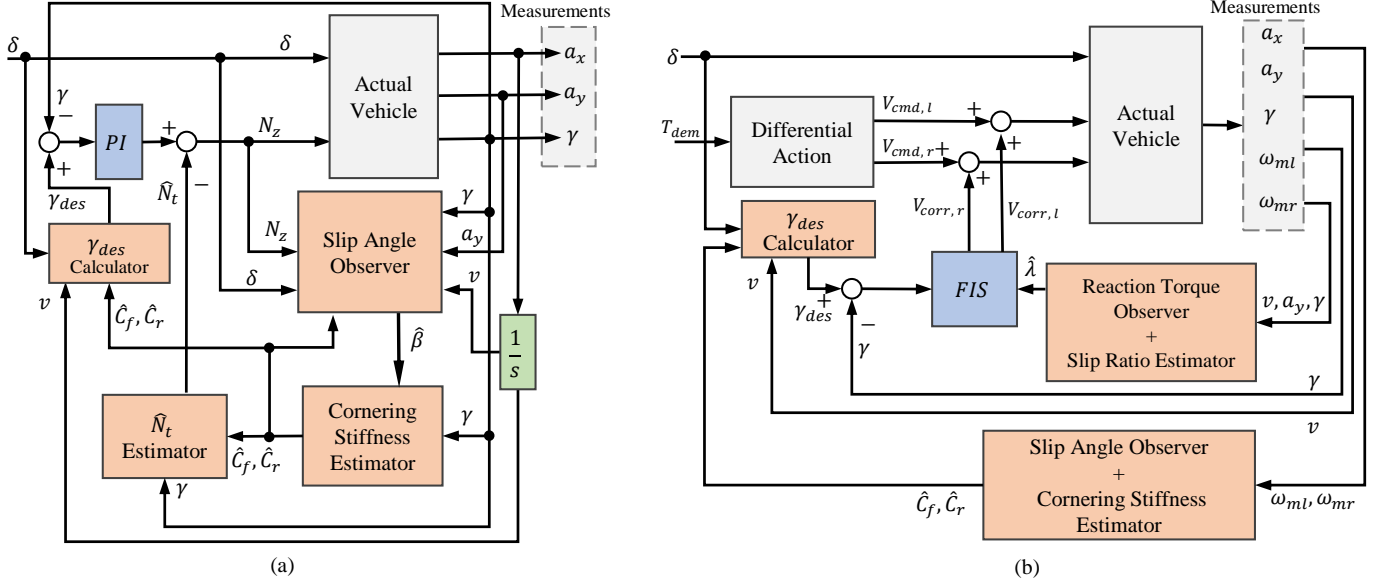 Measurements
δ
δ
Actual
Vehicle
a_x
a_y
γ
γ
−
+
PI
+
−
N_z
N̂_t
γ_des
γ_des
Calculator
v
Ĉ_f, Ĉ_r
N_z
δ
Slip Angle
Observer
γ
a_y
v
β̂
1
s
N̂_t
Estimator
Ĉ_f, Ĉ_r
γ
Cornering
Stiffness
Estimator
γ
(a)
Measurements
δ
T_dem
Differential
Action
V_cmd,l
+
+
V_cmd,r
+
+
V_corr,r
V_corr,l
Actual
Vehicle
a_x
a_y
γ
ω_ml
ω_mr
γ_des
Calculator
γ_des
+
−
γ
FIS
λ̂
Reaction Torque
Observer
+
Slip Ratio Estimator
v, a_y, γ
γ
v
Slip Angle Observer
+
Cornering Stiffness
Estimator
Ĉ_f, Ĉ_r
ω_ml, ω_mr
(b)